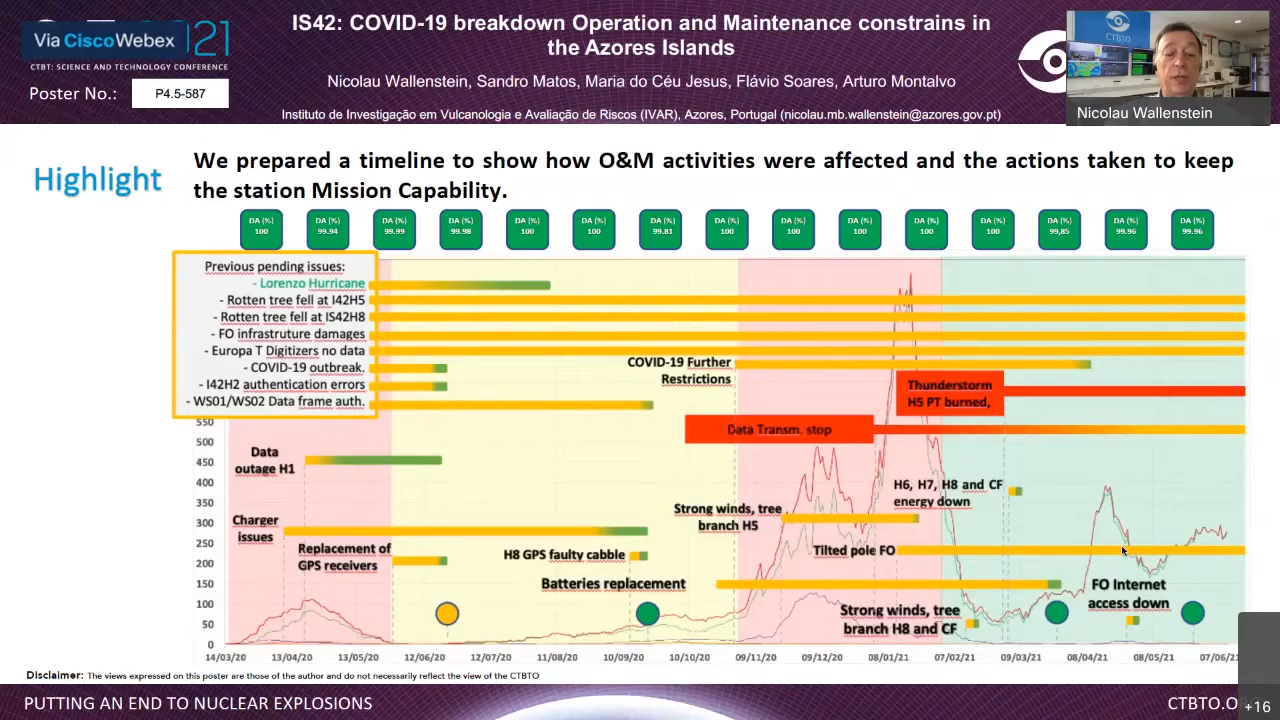 IS42: COVID-19 breakdown Operation and Maintenance constrains in
the Azores Islands
Via CiscoWebex
21
CTBT: SCIENCE AND TECHNOLOGY CONFERENCE
Poster No.:
P4.5-587
Nicolau Wallenstein, Sandro Matos, Maria do Céu Jesus, Flávio Soares, Arturo Montalvo
Instituto de Investigação em Vulcanologia e Avaliação de Riscos (IVAR), Azores, Portugal (nicolau.mb.wallenstein@azores.gov.pt)
CTBTO
Nicolau Wallenstein
Highlight
We prepared a timeline to show how O&M activities were affected and the actions taken to keep
the station Mission Capability.
DA (%)
100
DA (%)
99.94
DA (%)
99.99
DA (%)
99.98
DA (%)
100
DA (%)
100
DA (%)
99.81
DA (%)
100
DA (%)
100
DA (%)
100
DA (%)
100
DA (%)
100
DA (%)
99,85
DA (%)
99.96
DA (%)
99.96
Previous pending issues:
- Lorenzo Hurricane
- Rotten tree fell at I42H5
- Rotten tree fell at IS42H8
- FO infrastruture damages
- Europa T Digitizers no data
- COVID-19 outbreak.
- I42H2 authentication errors
- WS01/WS02 Data frame auth.
COVID-19 Further
Restrictions
Thunderstorm
H5 PT burned,
Data Transm. stop
Data
outage H1
H6, H7, H8 and CF
energy down
Strong winds, tree
branch H5
Charger
issues
Replacement of
GPS receivers
H8 GPS faulty cabble
Tilted pole FO
Batteries replacement
FO Internet
access down
Strong winds, tree
branch H8 and CF
550
500
450
400
350
300
250
200
150
100
50
0
14/03/20
13/04/20
13/05/20
12/06/20
12/07/20
11/08/20
10/09/20
10/10/20
09/11/20
09/12/20
08/01/21
07/02/21
09/03/21
08/04/21
08/05/21
07/06/21
Disclaimer: The views expressed on this poster are those of the author and do not necessarily reflect the view of the CTBTO
PUTTING AN END TO NUCLEAR EXPLOSIONS
CTBTO.O
+16